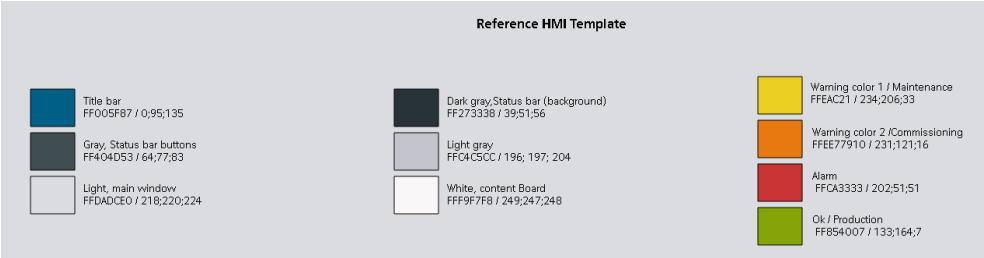 Reference HMI Template
Title bar
FF005F87 / 0;95;135
Gray, Status bar buttons
FF404D53 / 64;77;83
Light, main window
FFDADCE0 / 218;220;224
Dark gray,Status bar (background)
FF273338 / 39;51;56
Light gray
FFC4C5CC / 196; 197; 204
White, content Board
FFF9F7F8 / 249;247;248
Warning color 1 / Maintenance
FFEAC21 / 234;206;33
Warning color 2 /Commissioning
FFEE77910 / 231;121;16
Alarm
FFCA3333 / 202;51;51
Ok / Production
FF854007 / 133;164;7